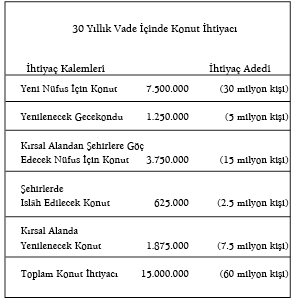 30 Yıllık Vade İçinde Konut İhtiyacı
İhtiyaç Kalemleri İhtiyaç Adedi
Yeni Nüfus İçin Konut 7.500.000 (30 milyon kişi)
Yenilecek Gecekondu 1.250.000 (5 milyon kişi)
Kırsal Alandan Şehirlere Göç
Edecek Nüfus İçin Konut 3.750.000 (15 milyon kişi)
Şehirlerde
Islâh Edilecek Konut 625.000 (2.5 milyon kişi)
Kırsal Alanda
Yenilecek Konut 1.875.000 (7.5 milyon kişi)
Toplam Konut İhtiyacı 15.000.000 (60 milyon kişi)